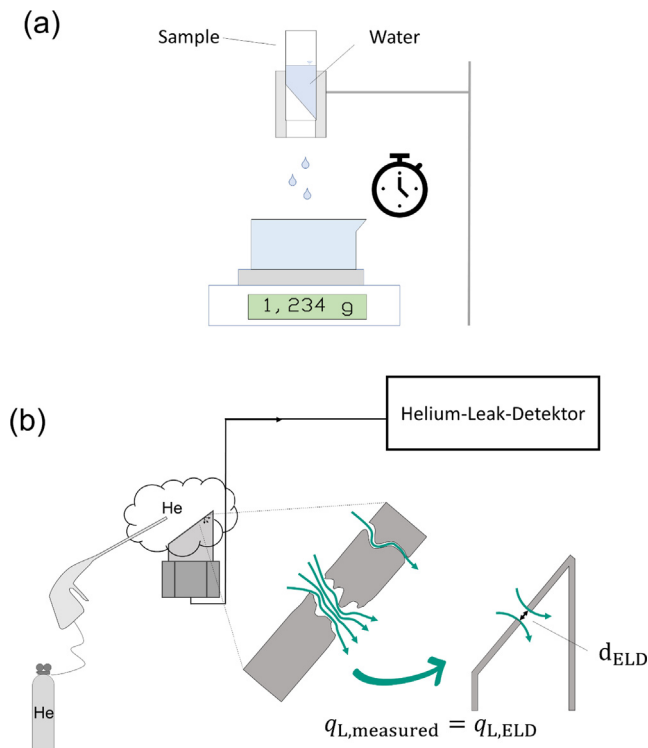 (a)
Sample
Water
1,234 g
(b)
Helium-Leak-Detektor
He
He
d_ELD
q_L,measured = q_L,ELD